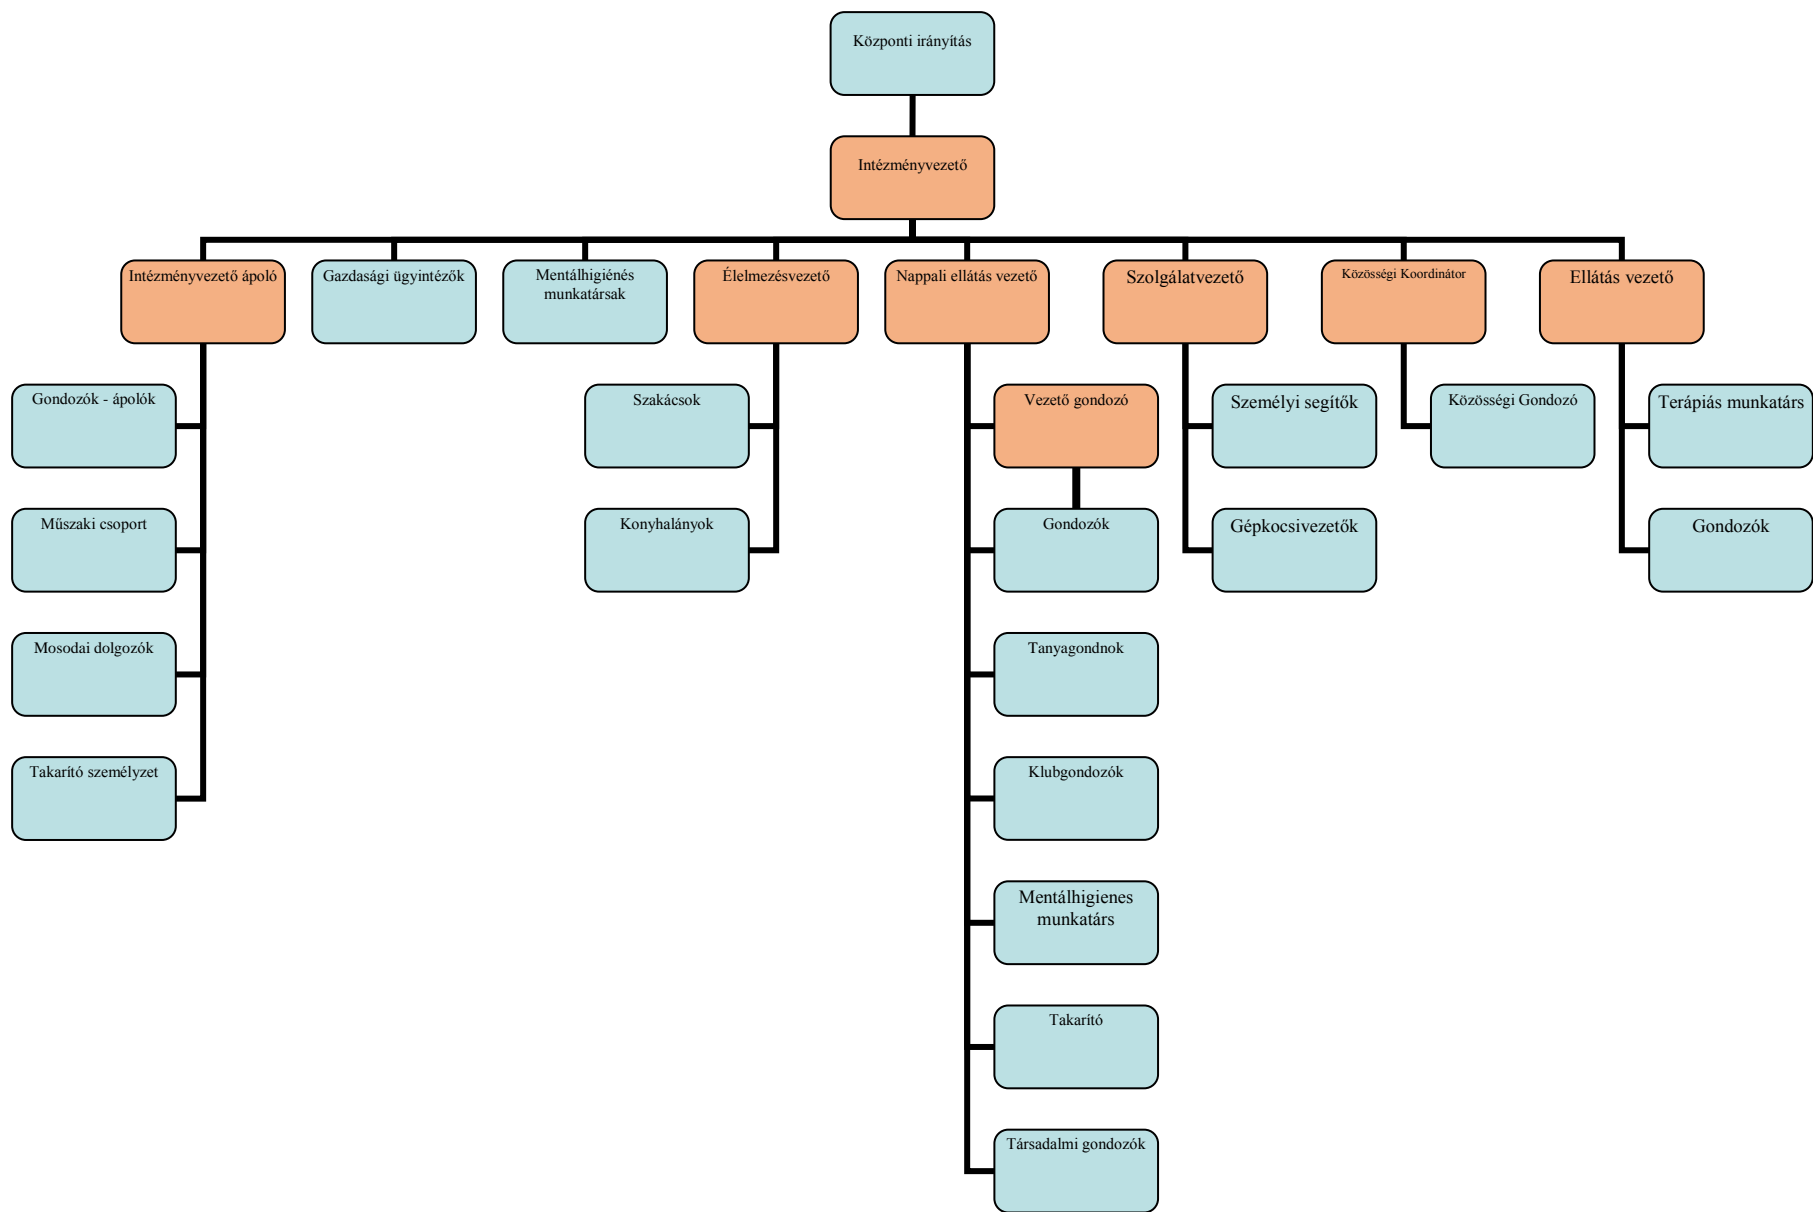 Központi irányítás
Intézményvezető
Intézményvezető ápoló
Gazdasági ügyintézők
Mentálhigiénés
munkatársak
Élelmezésvezető
Nappali ellátás vezető
Szolgálatvezető
Közösségi Koordinátor
Ellátás vezető
Gondozók - ápolók
Szakácsok
Vezető gondozó
Személyi segítők
Közösségi Gondozó
Terápiás munkatárs
Műszaki csoport
Konyhalányok
Gondozók
Gépkocsivezetők
Gondozók
Mosodai dolgozók
Tanyagondnok
Takarító személyzet
Klubgondozók
Mentálhigienes
munkatárs
Takarító
Társadalmi gondozók